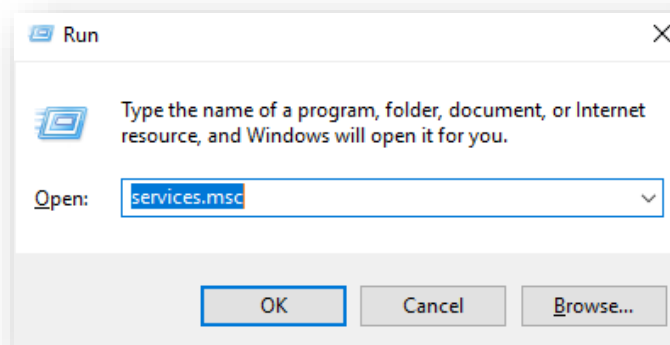 Run
Type the name of a program, folder, document, or Internet
resource, and Windows will open it for you.
Open: services.msc
OK Cancel Browse...